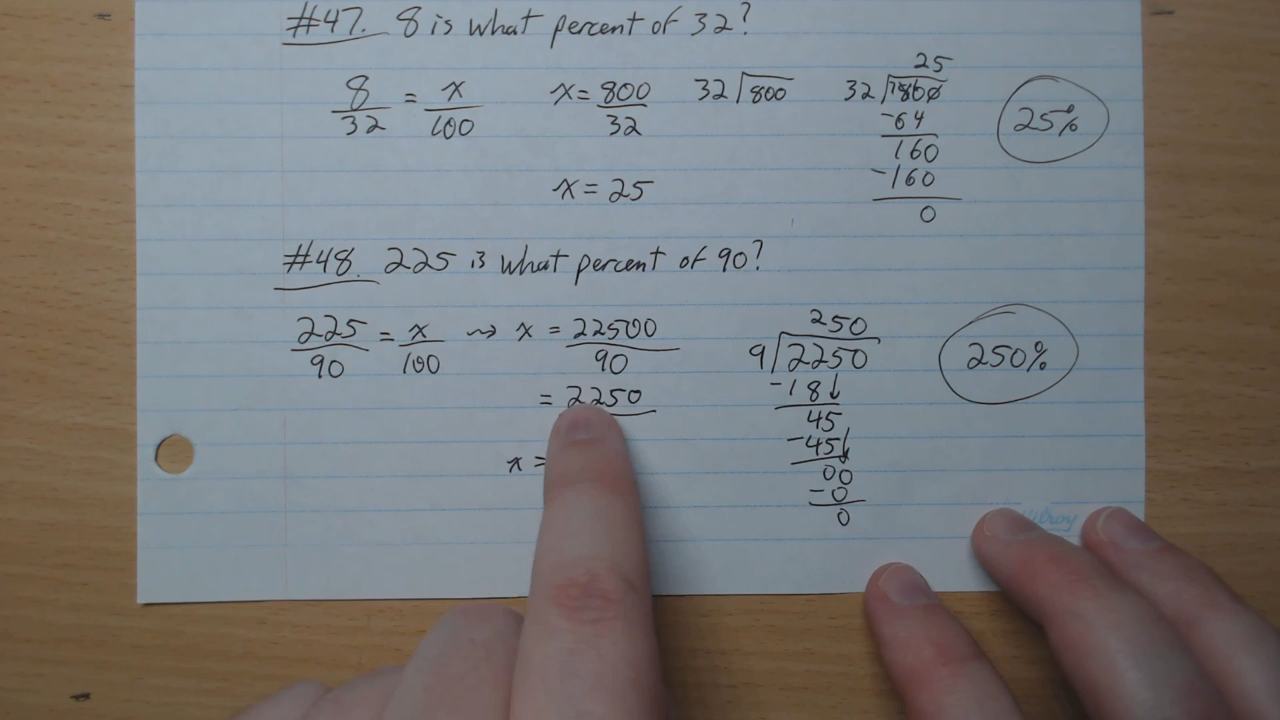 #47. 8 is what percent of 32?
8/32 = x/100 x = 800/32 32)800 25 32)800 25%
-64
160
x = 25 -160
0
#48. 225 is what percent of 90?
225/90 = x/100 ⇝ x = 22500/90 250 9)2250 250%
-18↓
= 2250 45
-45↓
x = 00
-0
0